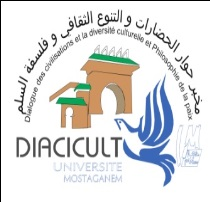 مخبر حوار الحضارات و التنوع الثقافي و فلسفة السلم
Dialogue des civilisations et la diversité culturelle et Philosophie de la paix
DIACICULT
UNIVERSITE
MOSTAGANEM